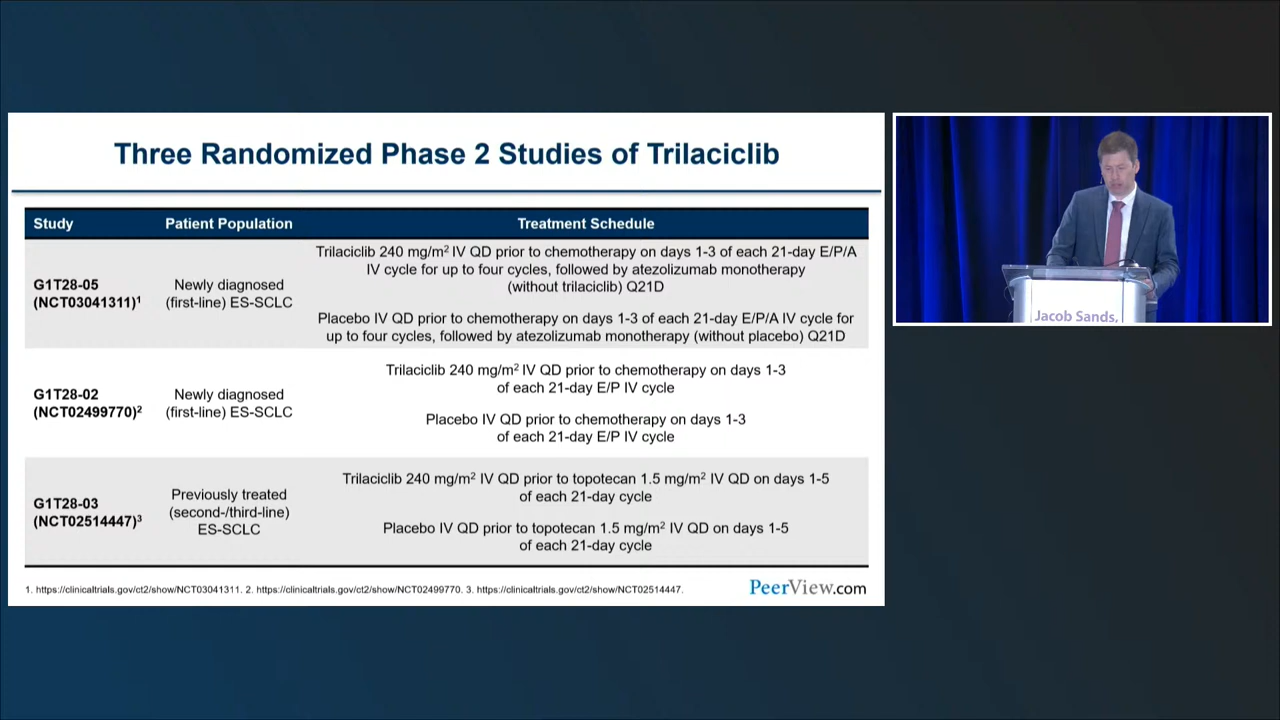 Three Randomized Phase 2 Studies of Trilaciclib
Study Patient Population Treatment Schedule
G1T28-05
(NCT03041311)1
Newly diagnosed
(first-line) ES-SCLC
Trilaciclib 240 mg/m2 IV QD prior to chemotherapy on days 1-3 of each 21-day E/P/A
IV cycle for up to four cycles, followed by atezolizumab monotherapy
(without trilaciclib) Q21D
Placebo IV QD prior to chemotherapy on days 1-3 of each 21-day E/P/A IV cycle for
up to four cycles, followed by atezolizumab monotherapy (without placebo) Q21D
G1T28-02
(NCT02499770)2
Newly diagnosed
(first-line) ES-SCLC
Trilaciclib 240 mg/m2 IV QD prior to chemotherapy on days 1-3
of each 21-day E/P IV cycle
Placebo IV QD prior to chemotherapy on days 1-3
of each 21-day E/P IV cycle
G1T28-03
(NCT02514447)3
Previously treated
(second-/third-line)
ES-SCLC
Trilaciclib 240 mg/m2 IV QD prior to topotecan 1.5 mg/m2 IV QD on days 1-5
of each 21-day cycle
Placebo IV QD prior to topotecan 1.5 mg/m2 IV QD on days 1-5
of each 21-day cycle
1. https://clinicaltrials.gov/ct2/show/NCT03041311. 2. https://clinicaltrials.gov/ct2/show/NCT02499770. 3. https://clinicaltrials.gov/ct2/show/NCT02514447.
PeerView.com
Jacob Sands,